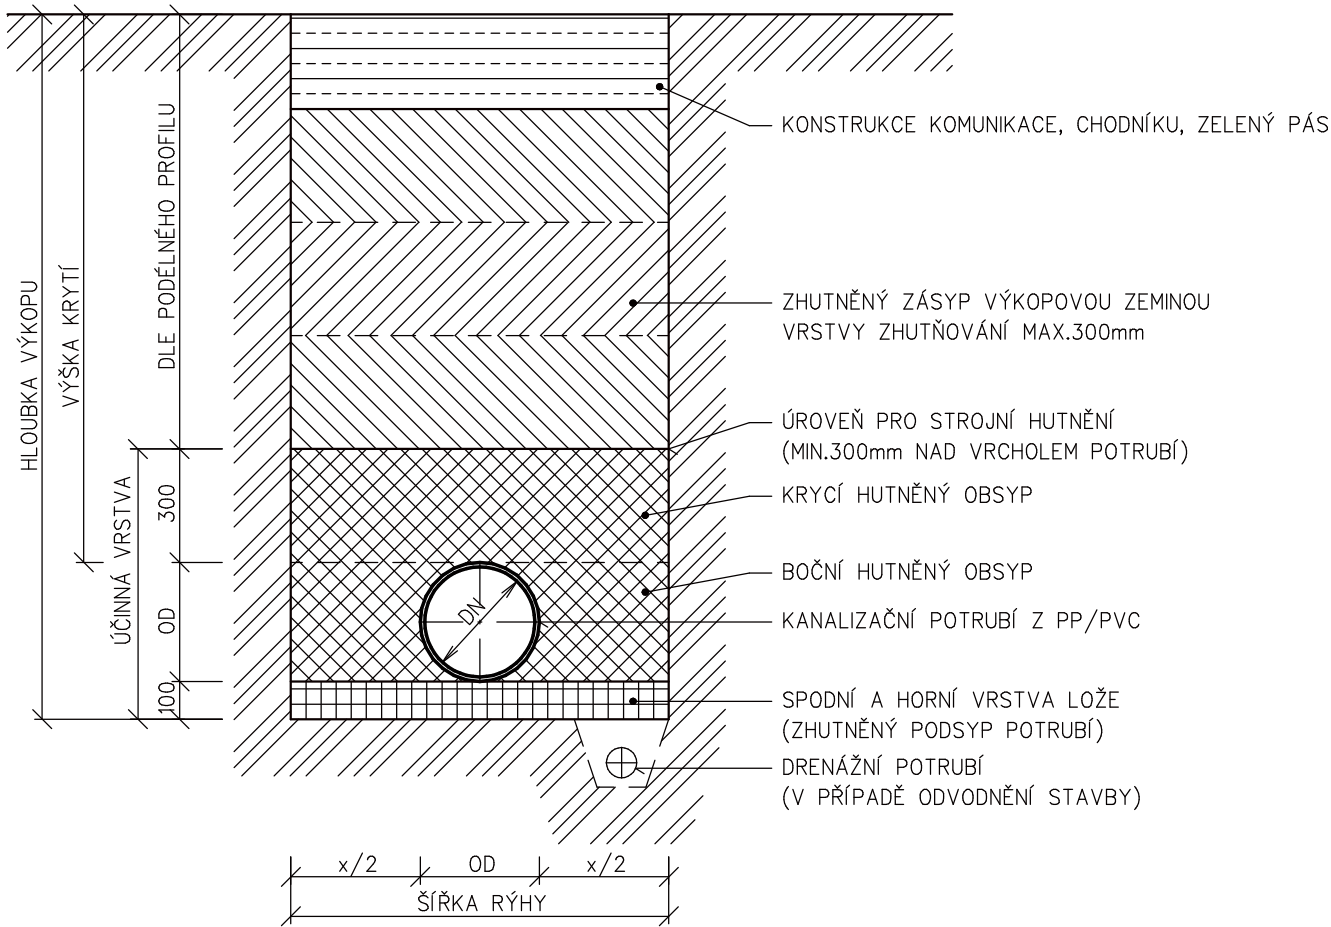 KONSTRUKCE KOMUNIKACE, CHODNÍKU, ZELENÝ PÁS
ZHUTNĚNÝ ZÁSYP VÝKOPOVOU ZEMINOU
VRSTVY ZHUTŇOVÁNÍ MAX.300mm
ÚROVEŇ PRO STROJNÍ HUTNĚNÍ
(MIN.300mm NAD VRCHOLEM POTRUBÍ)
KRYCÍ HUTNĚNÝ OBSYP
BOČNÍ HUTNĚNÝ OBSYP
KANALIZAČNÍ POTRUBÍ Z PP/PVC
SPODNÍ A HORNÍ VRSTVA LOŽE
(ZHUTNĚNÝ PODSYP POTRUBÍ)
DRENÁŽNÍ POTRUBÍ
(V PŘÍPADĚ ODVODNĚNÍ STAVBY)
HLOUBKA VÝKOPU
VÝŠKA KRYTÍ
DLE PODÉLNÉHO PROFILU
ÚČINNÁ VRSTVA
300
OD
100
DN
x/2
OD
x/2
ŠÍŘKA RÝHY